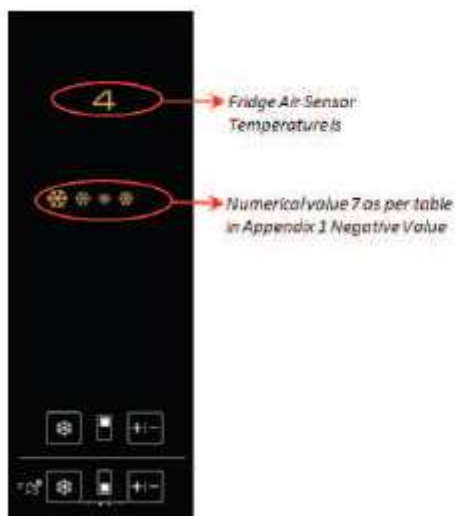 4
Fridge Air Sensor
Temperature is
Numerical value 7 as per table
in Appendix 1 Negative Value
+|−
+|−